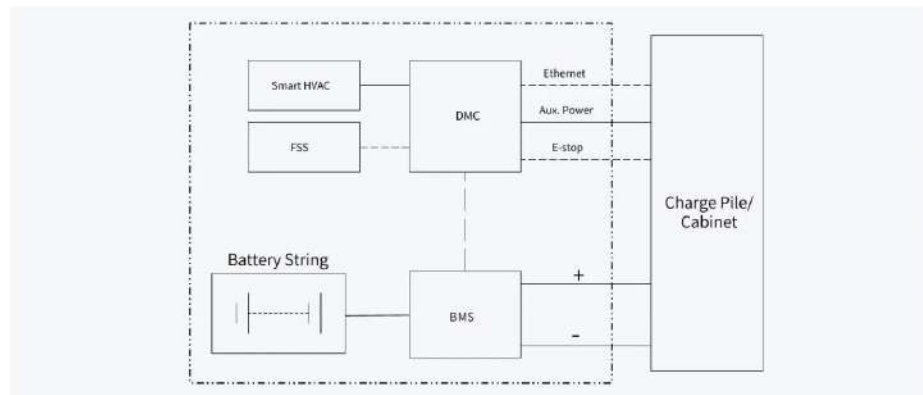 Smart HVAC
FSS
DMC
Ethernet
Aux. Power
E-stop
Charge Pile/
Cabinet
Battery String
BMS
+
-